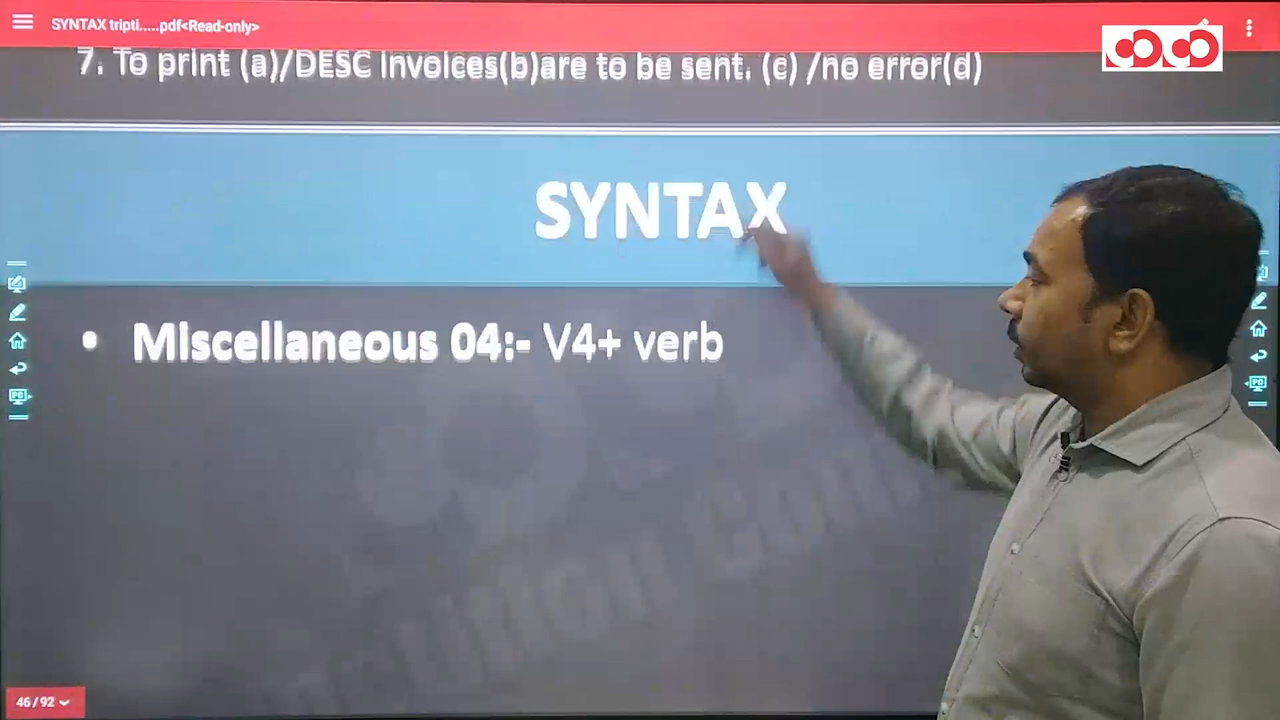 SYNTAX tripti.....pdf<Read-only>
7. To print (a)/DESC Invoices(b)are to be sent. (c) /no error(d)
SYNTAX
• Miscellaneous 04:- V4+ verb
46 / 92